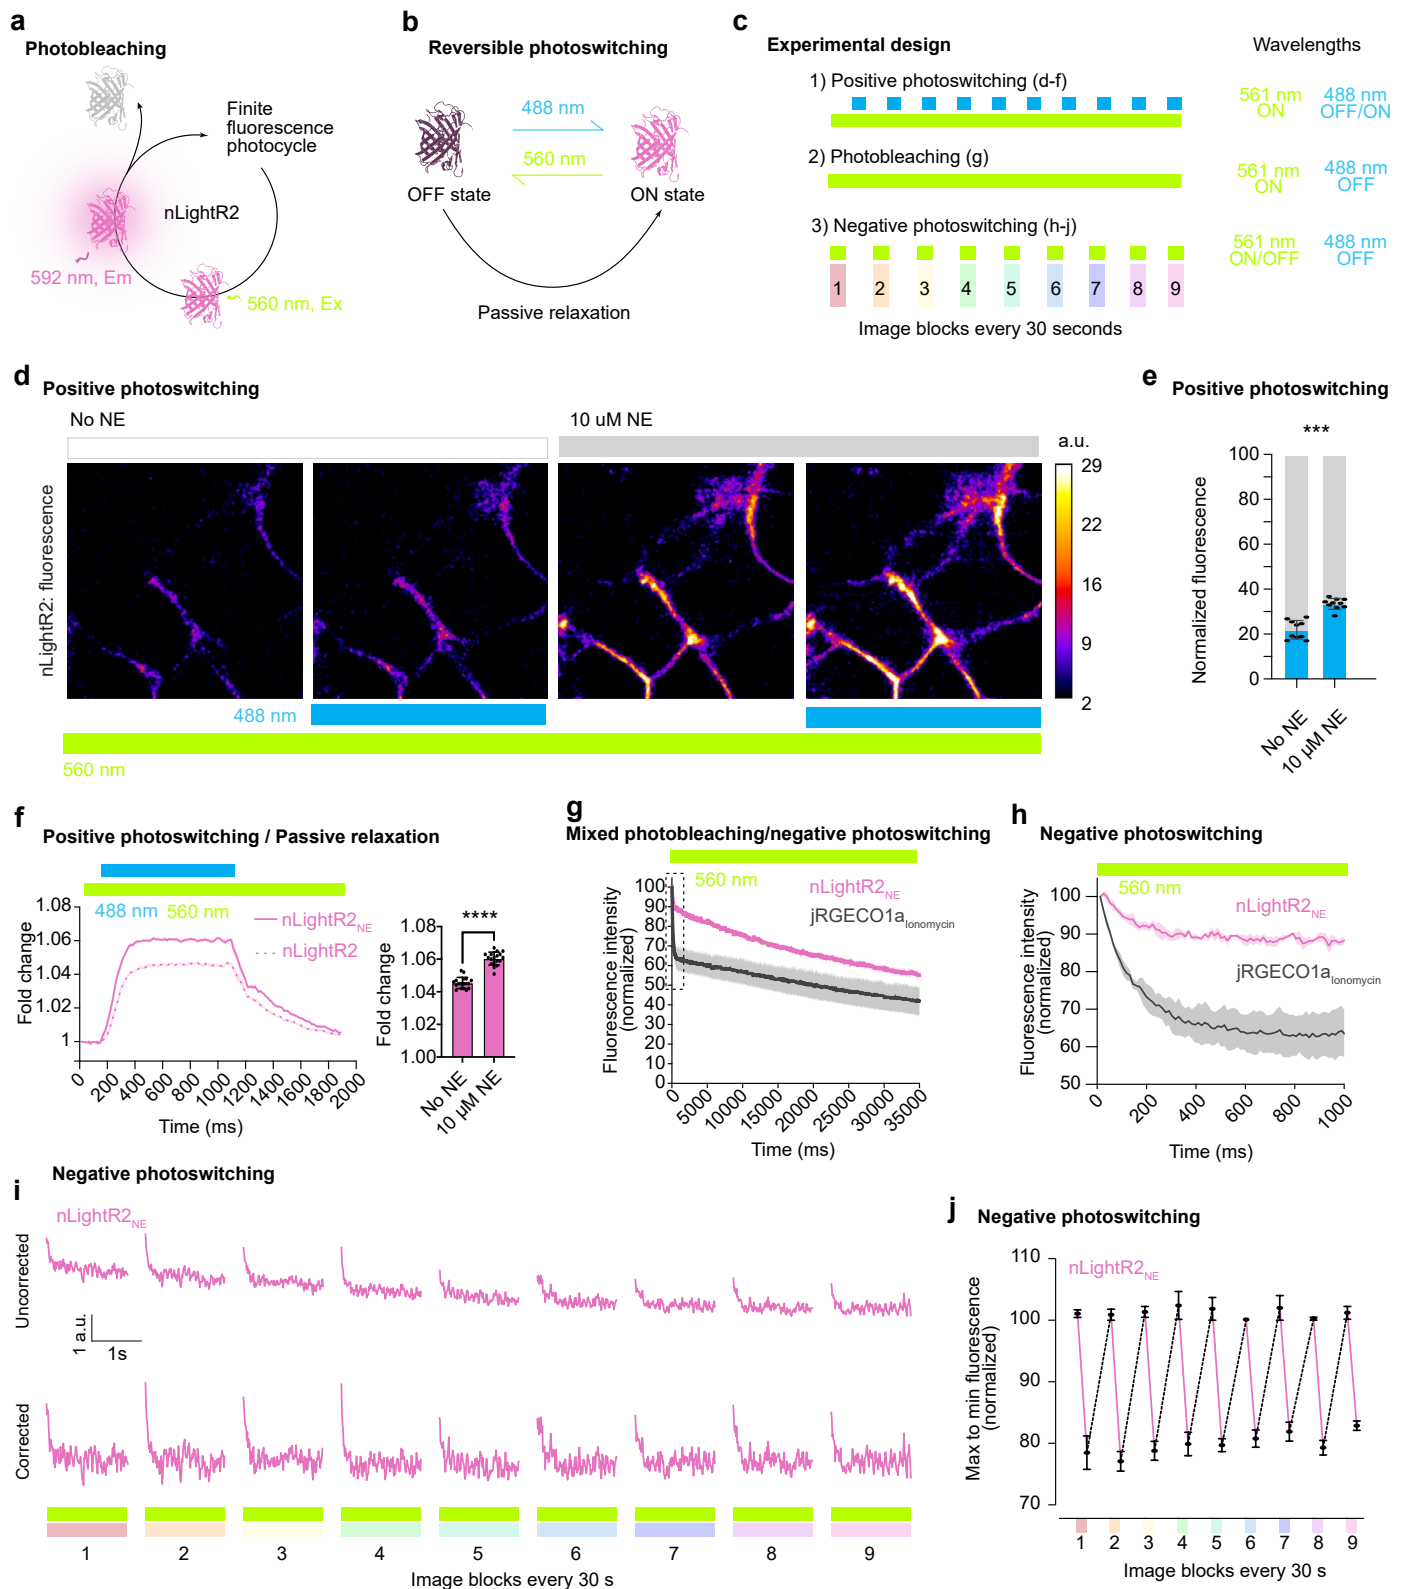 a
Photobleaching
Finite
fluorescence
photocycle
nLightR2
592 nm, Em
560 nm, Ex
b
Reversible photoswitching
488 nm
560 nm
OFF state
ON state
Passive relaxation
c
Experimental design
Wavelengths
1) Positive photoswitching (d-f)
561 nm
ON
488 nm
OFF/ON
2) Photobleaching (g)
561 nm
ON
488 nm
OFF
3) Negative photoswitching (h-j)
561 nm
ON/OFF
488 nm
OFF
1 2 3 4 5 6 7 8 9
Image blocks every 30 seconds
d
Positive photoswitching
No NE
10 uM NE
nLightR2: fluorescence
a.u.
29
22
16
9
2
488 nm
560 nm
e
Positive photoswitching
***
Normalized fluorescence
100
80
60
40
20
0
No NE
10 µM NE
f
Positive photoswitching / Passive relaxation
488 nm
560 nm
nLightR2NE
nLightR2
Fold change
1.08
1.06
1.04
1.02
1
0 200 400 600 800 1000 1200 1400 1600 1800 2000
Time (ms)
****
Fold change
1.08
1.06
1.04
1.02
1.00
No NE
10 µM NE
g
Mixed photobleaching/negative photoswitching
560 nm
nLightR2NE
jRGECO1aIonomycin
Fluorescence intensity
(normalized)
100
90
80
70
60
50
40
30
20
10
0
0 5000 10000 15000 20000 25000 30000 35000
Time (ms)
h
Negative photoswitching
560 nm
nLightR2NE
jRGECO1aIonomycin
Fluorescence intensity
(normalized)
100
90
80
70
60
50
0 200 400 600 800 1000
Time (ms)
i
Negative photoswitching
nLightR2NE
Uncorrected
1 a.u.
1s
Corrected
1 2 3 4 5 6 7 8 9
Image blocks every 30 s
j
Negative photoswitching
nLightR2NE
Max to min fluorescence
(normalized)
110
100
90
80
70
1 2 3 4 5 6 7 8 9
Image blocks every 30 s